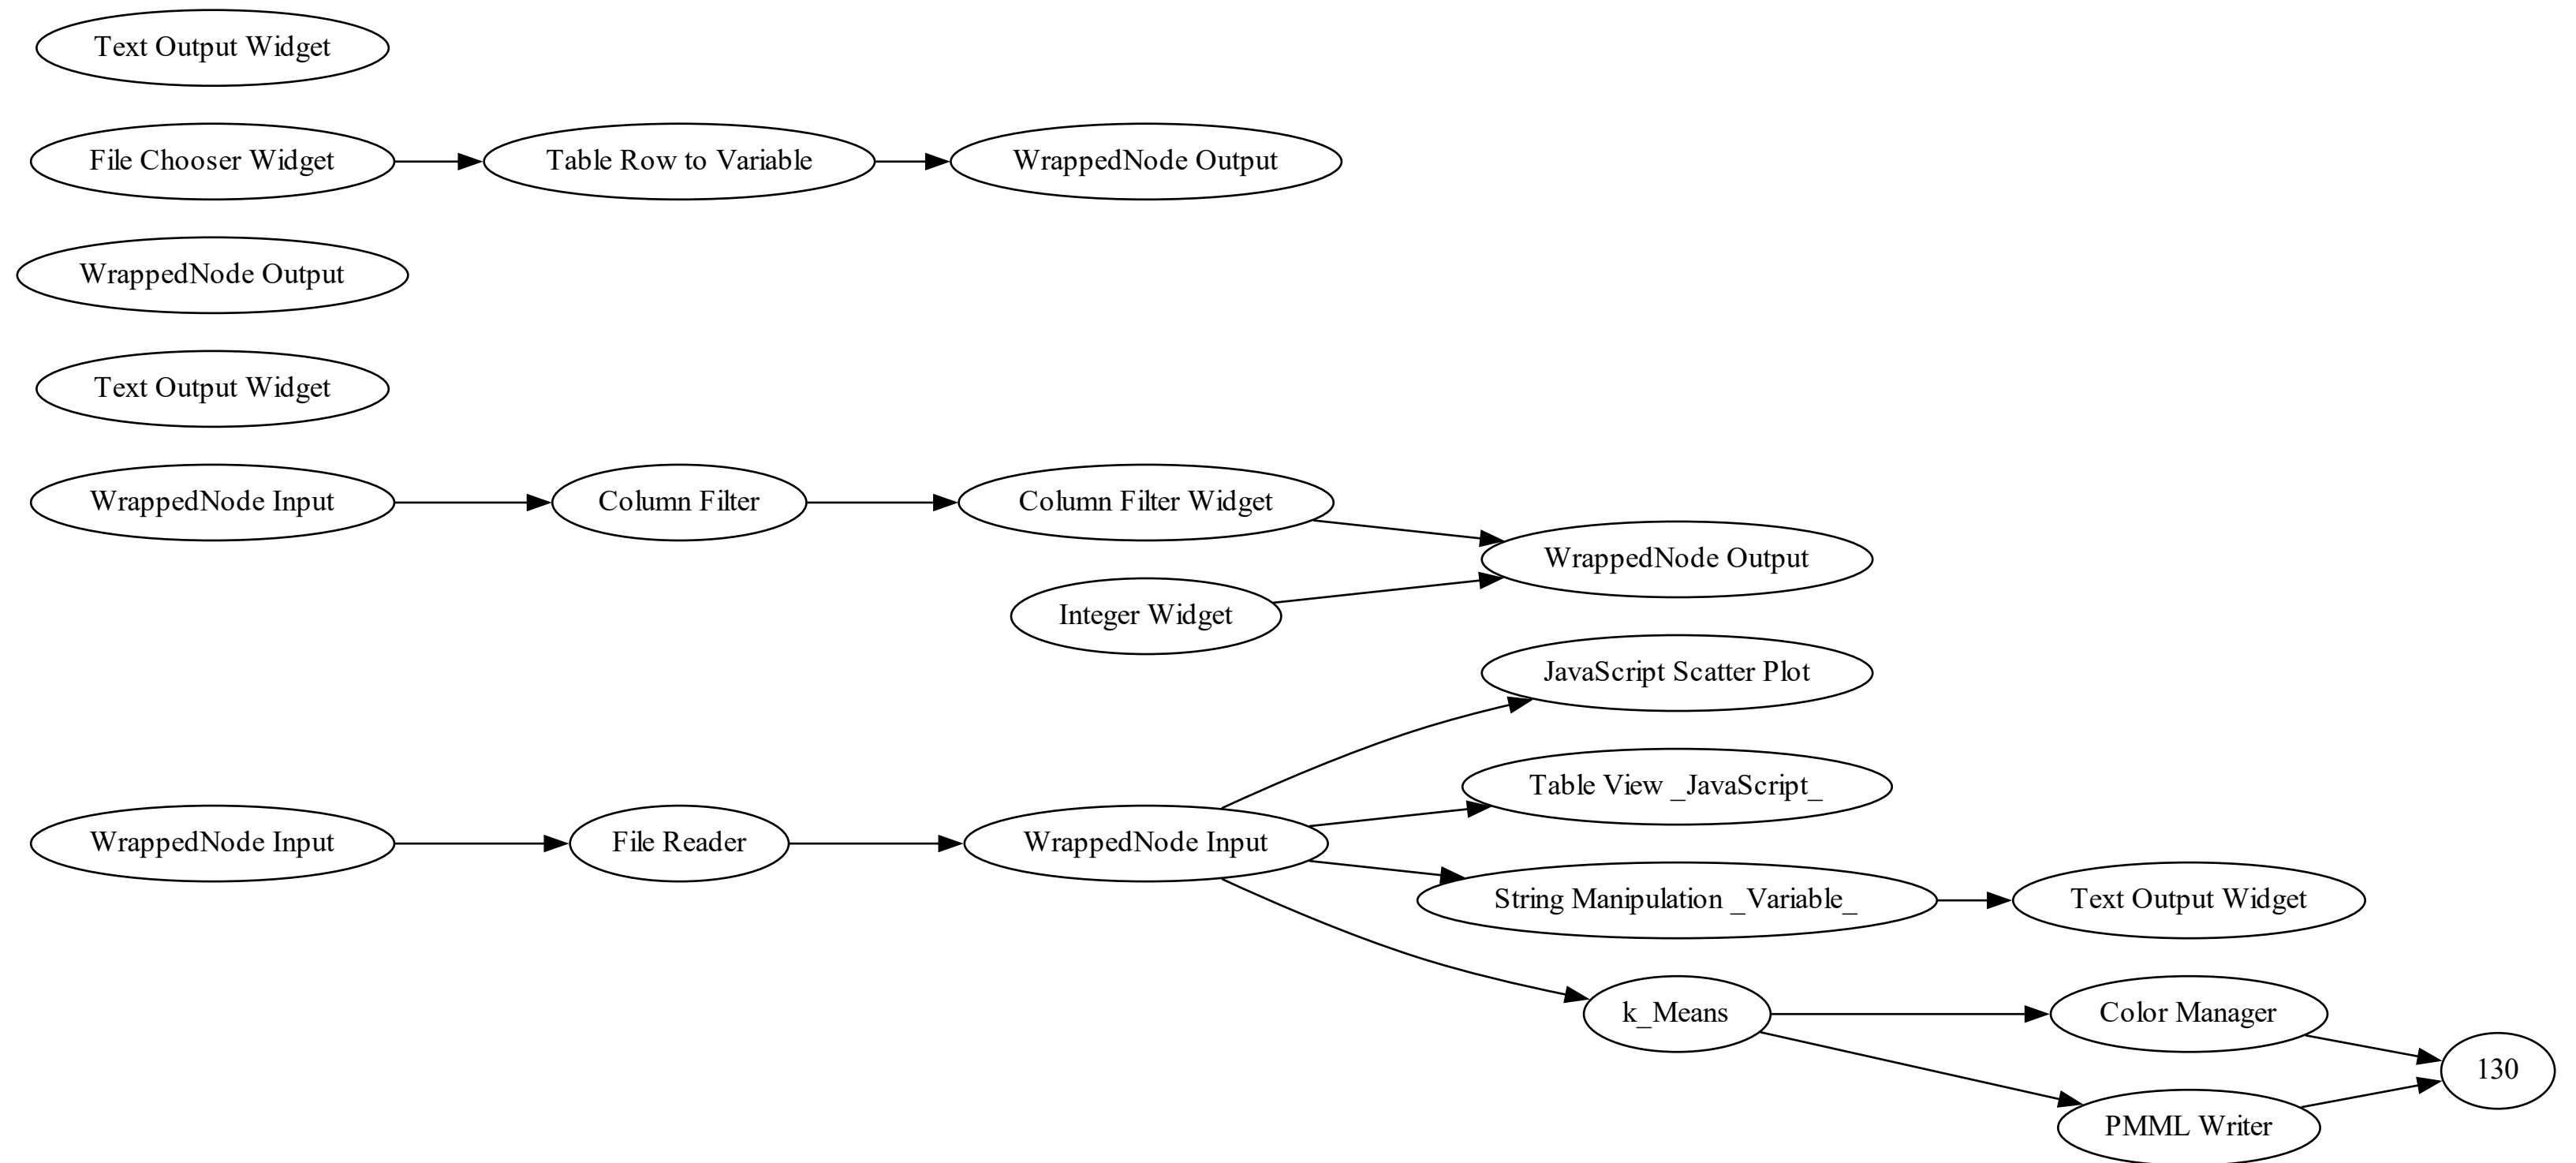 Text Output Widget
File Chooser Widget
Table Row to Variable
WrappedNode Output
WrappedNode Output
Text Output Widget
WrappedNode Input
Column Filter
Column Filter Widget
WrappedNode Output
Integer Widget
JavaScript Scatter Plot
Table View _JavaScript_
WrappedNode Input
File Reader
WrappedNode Input
String Manipulation _Variable_
Text Output Widget
k_Means
Color Manager
130
PMML Writer